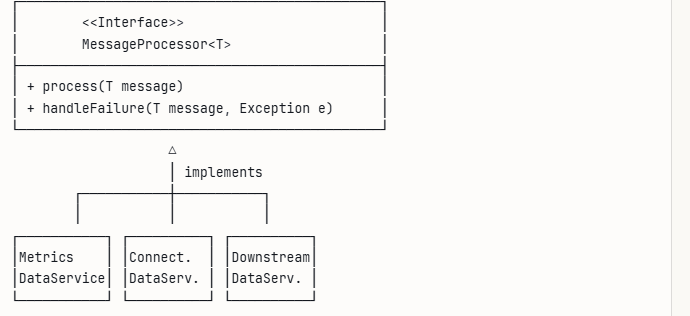 <<Interface>>
MessageProcessor<T>
+ process(T message)
+ handleFailure(T message, Exception e)
implements
Metrics Connect. Downstream
DataService DataServ. DataServ.